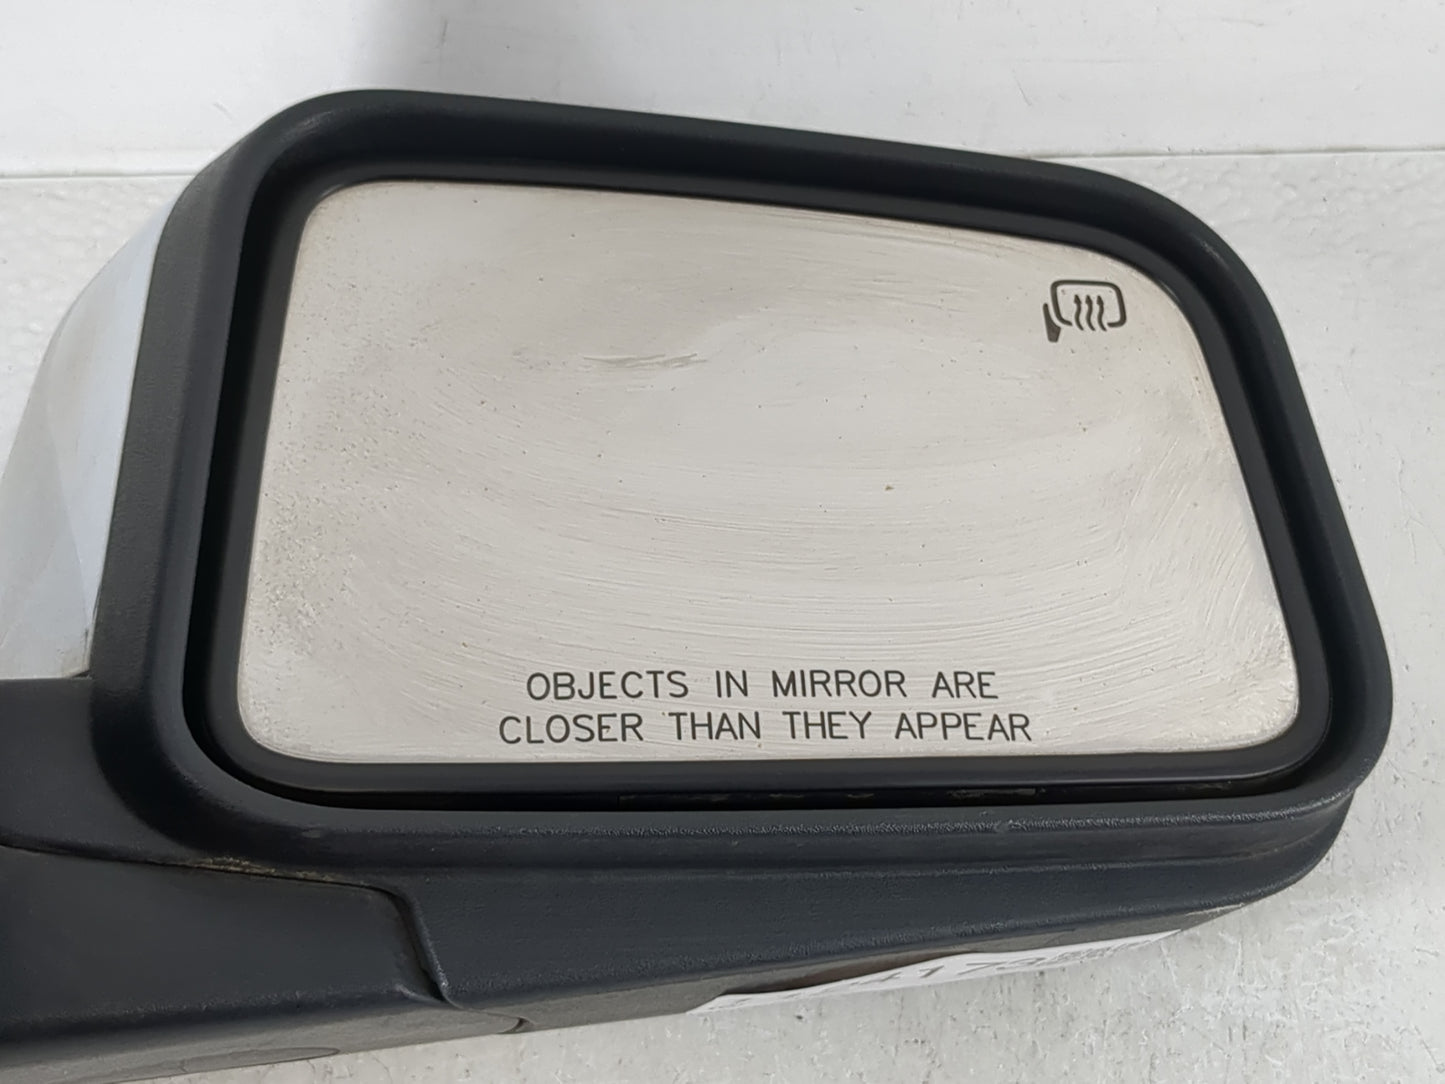 OBJECTS IN MIRROR ARE
CLOSER THAN THEY APPEAR